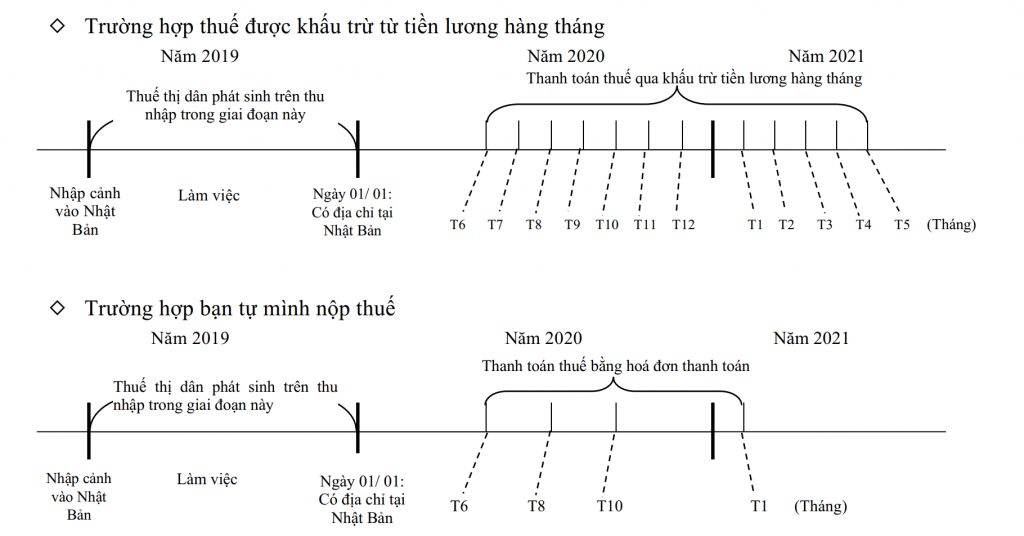 ◇ Trường hợp thuế được khấu trừ từ tiền lương hàng tháng
Năm 2019
Năm 2020
Năm 2021
Thanh toán thuế qua khấu trừ tiền lương hàng tháng
Thuế thị dân phát sinh trên thu
nhập trong giai đoạn này
Nhập cảnh
vào Nhật
Bản
Làm việc
Ngày 01/ 01:
Có địa chỉ tại
Nhật Bản
T6 T7 T8 T9 T10 T11 T12 T1 T2 T3 T4 T5 (Tháng)
◇ Trường hợp bạn tự mình nộp thuế
Năm 2019
Năm 2020
Năm 2021
Thanh toán thuế bằng hoá đơn thanh toán
Thuế thị dân phát sinh trên thu
nhập trong giai đoạn này
Nhập cảnh
vào Nhật
Bản
Làm việc
Ngày 01/ 01:
Có địa chỉ tại
Nhật Bản
T6 T8 T10 T1 (Tháng)